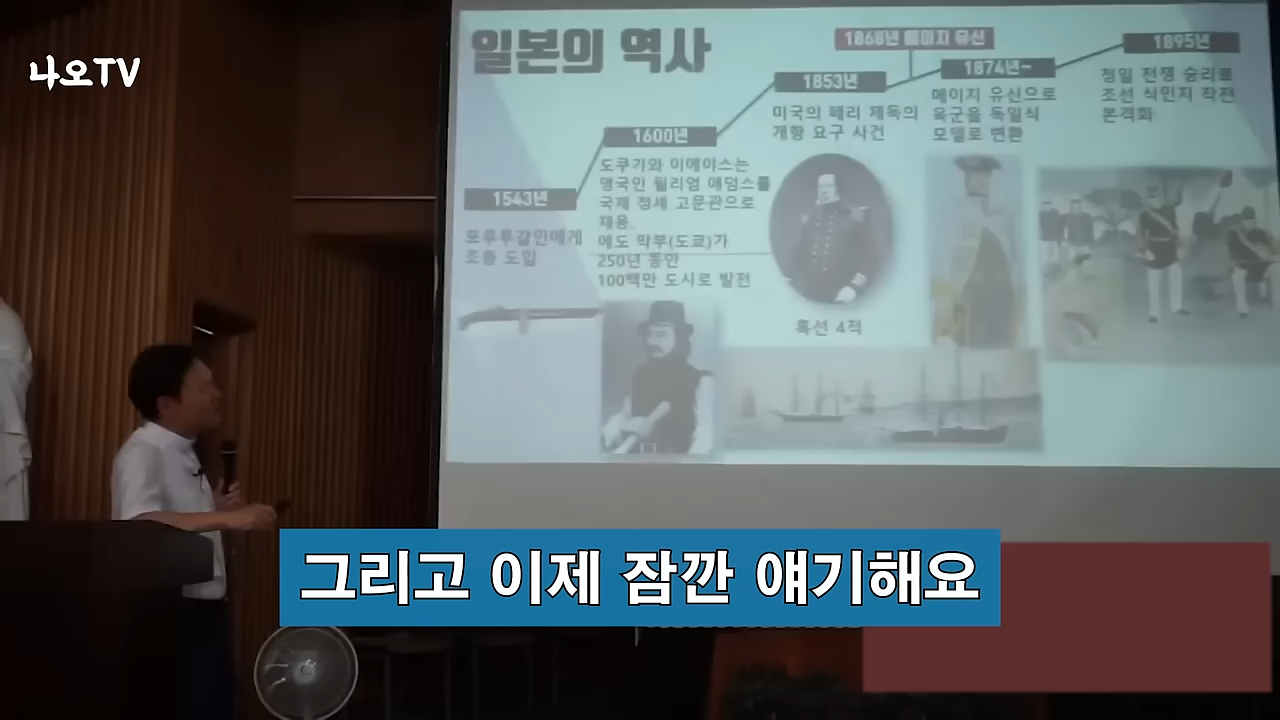 나오TV
일본의 역사
1543년
포루투갈인에게
조총 도입
1600년
도쿠가와 이에야스는
영국인 윌리엄 애덤스를
국제 정세 고문관으로
채용.
에도 막부(도쿄)가
250년 동안
100백만 도시로 발전
1853년
미국의 페리 제독의
개항 요구 사건
흑선 4척
1868년 메이지 유신
1874년~
메이지 유신으로
육군을 독일식
모델로 변환
1895년
청일 전쟁 승리로
조선 식민지 작전
본격화
그리고 이제 잠깐 얘기해요